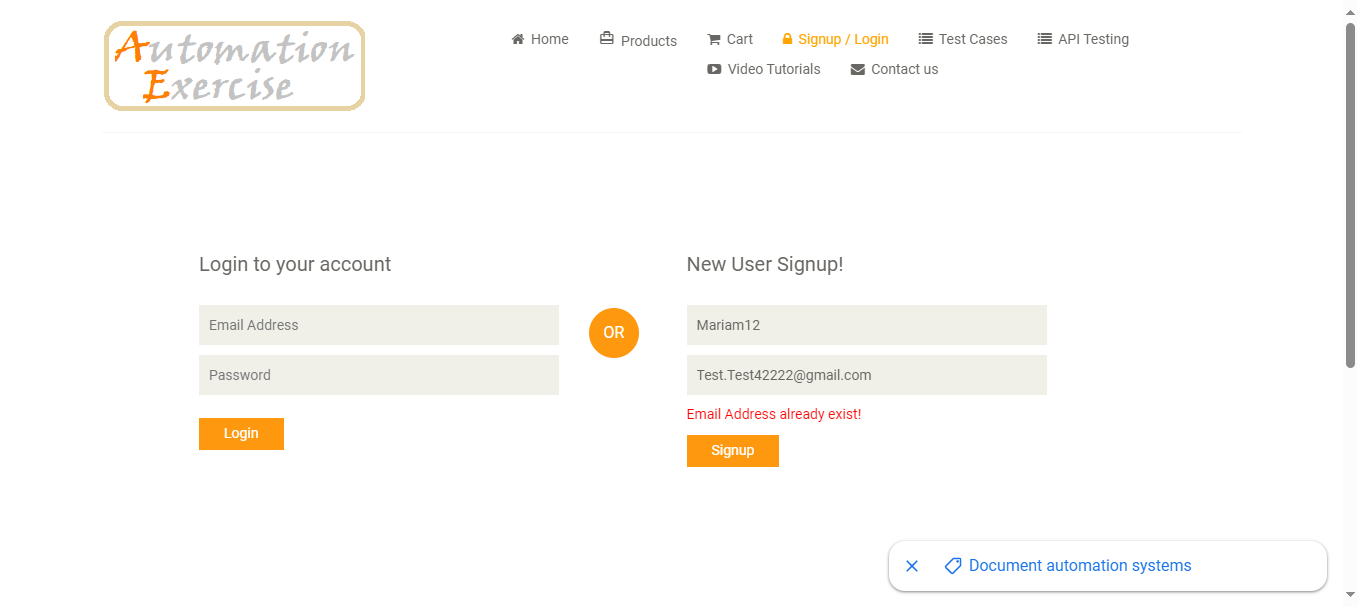 Automation
Exercise
Home Products Cart Signup / Login Test Cases API Testing
Video Tutorials Contact us
Login to your account
Email Address
Password
Login
OR
New User Signup!
Mariam12
Test.Test42222@gmail.com
Email Address already exist!
Signup
Document automation systems